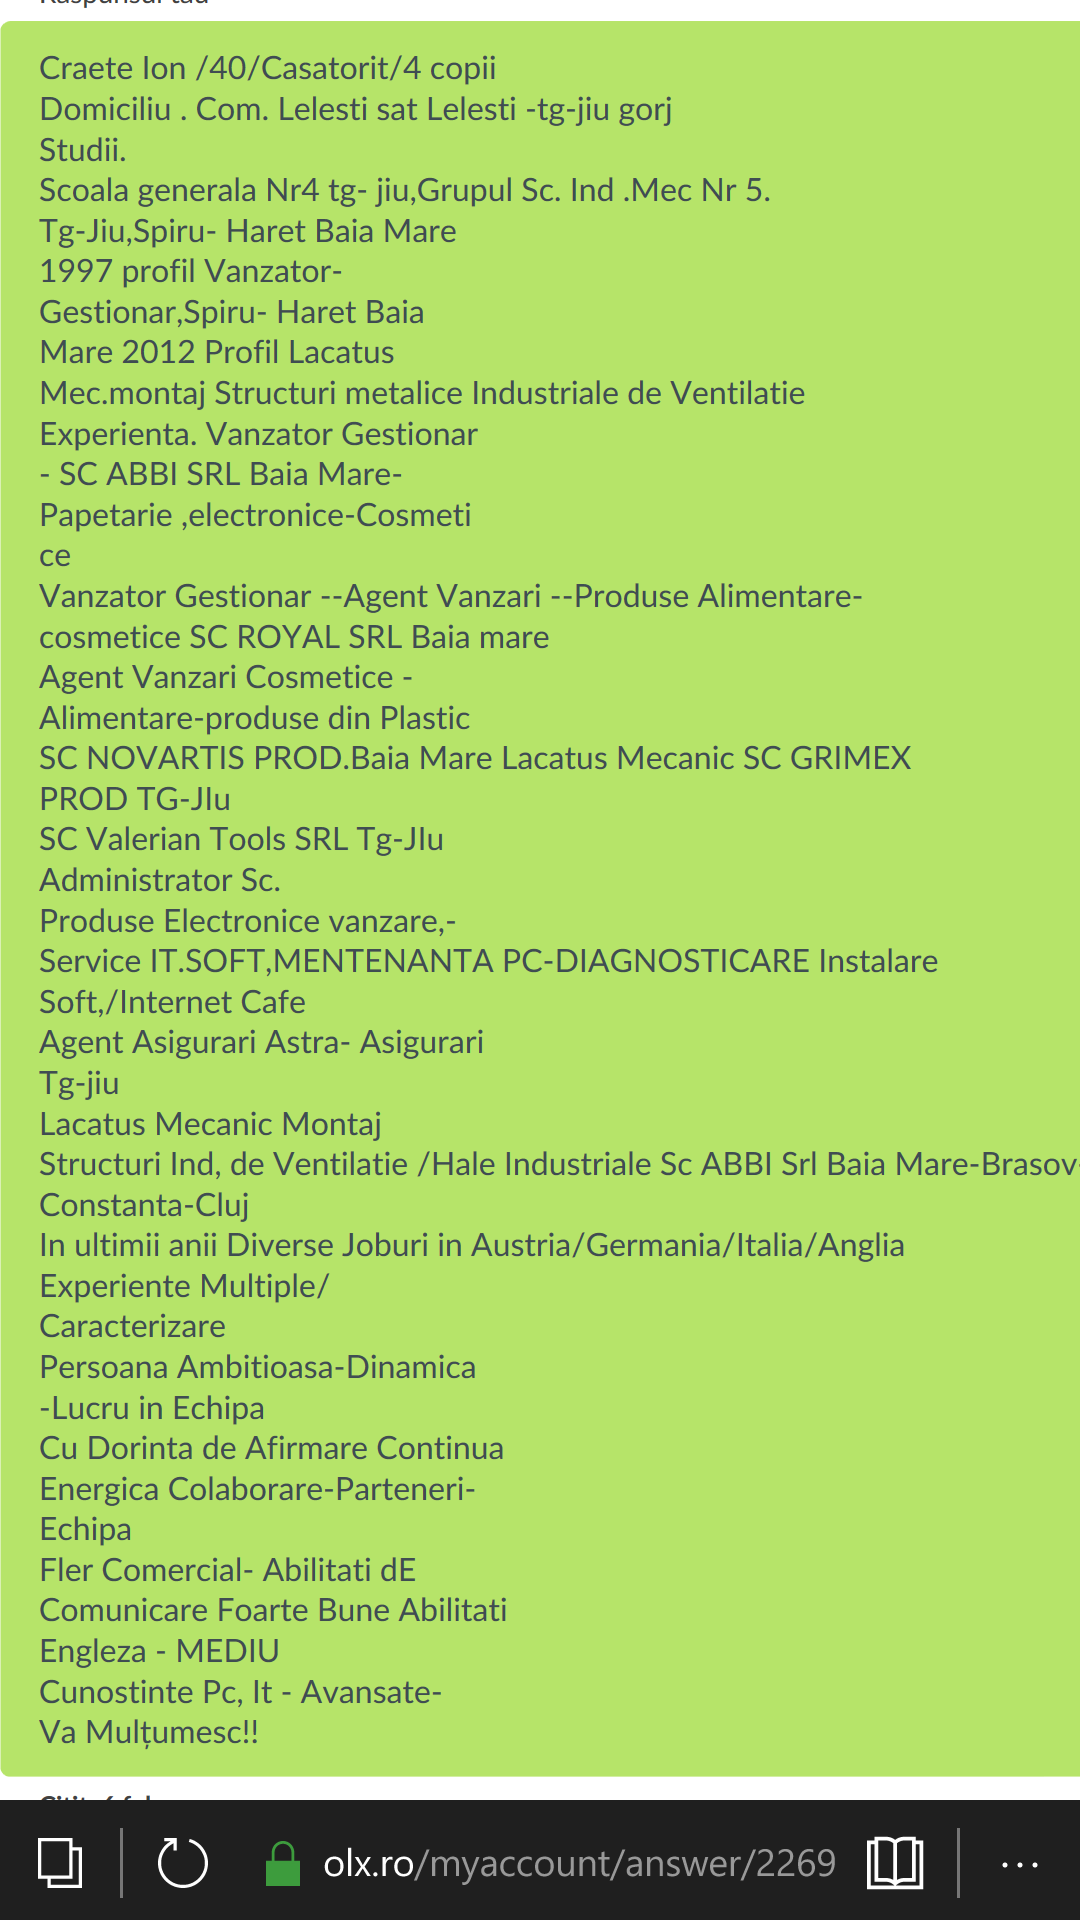 Craete Ion /40/Casatorit/4 copii
Domiciliu . Com. Lelesti sat Lelesti -tg-jiu gorj
Studii.
Scoala generala Nr4 tg- jiu,Grupul Sc. Ind .Mec Nr 5.
Tg-Jiu,Spiru- Haret Baia Mare
1997 profil Vanzator-
Gestionar,Spiru- Haret Baia
Mare 2012 Profil Lacatus
Mec.montaj Structuri metalice Industriale de Ventilatie
Experienta. Vanzator Gestionar
- SC ABBI SRL Baia Mare-
Papetarie ,electronice-Cosmeti
ce
Vanzator Gestionar --Agent Vanzari --Produse Alimentare-
cosmetice SC ROYAL SRL Baia mare
Agent Vanzari Cosmetice -
Alimentare-produse din Plastic
SC NOVARTIS PROD.Baia Mare Lacatus Mecanic SC GRIMEX
PROD TG-JIu
SC Valerian Tools SRL Tg-JIu
Administrator Sc.
Produse Electronice vanzare,-
Service IT.SOFT,MENTENANTA PC-DIAGNOSTICARE Instalare
Soft,/Internet Cafe
Agent Asigurari Astra- Asigurari
Tg-jiu
Lacatus Mecanic Montaj
Structuri Ind, de Ventilatie /Hale Industriale Sc ABBI Srl Baia Mare-Brasov-
Constanta-Cluj
In ultimii anii Diverse Joburi in Austria/Germania/Italia/Anglia
Experiente Multiple/
Caracterizare
Persoana Ambitioasa-Dinamica
-Lucru in Echipa
Cu Dorinta de Afirmare Continua
Energica Colaborare-Parteneri-
Echipa
Fler Comercial- Abilitati dE
Comunicare Foarte Bune Abilitati
Engleza - MEDIU
Cunostinte Pc, It - Avansate-
Va Mulțumesc!!
olx.ro/myaccount/answer/2269